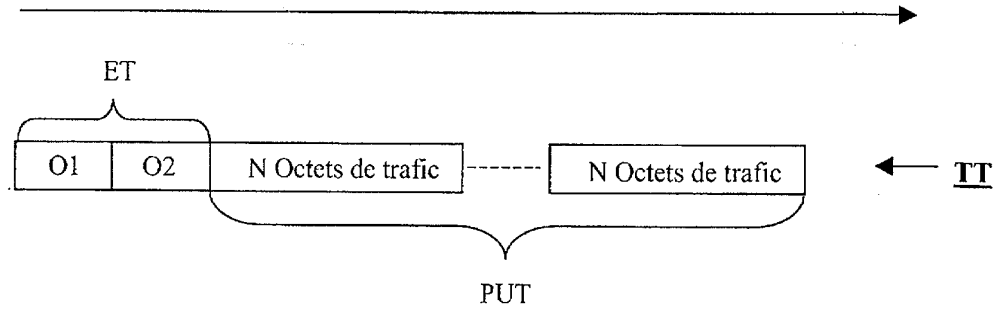 ET
O1 O2 N Octets de trafic N Octets de trafic TT
PUT